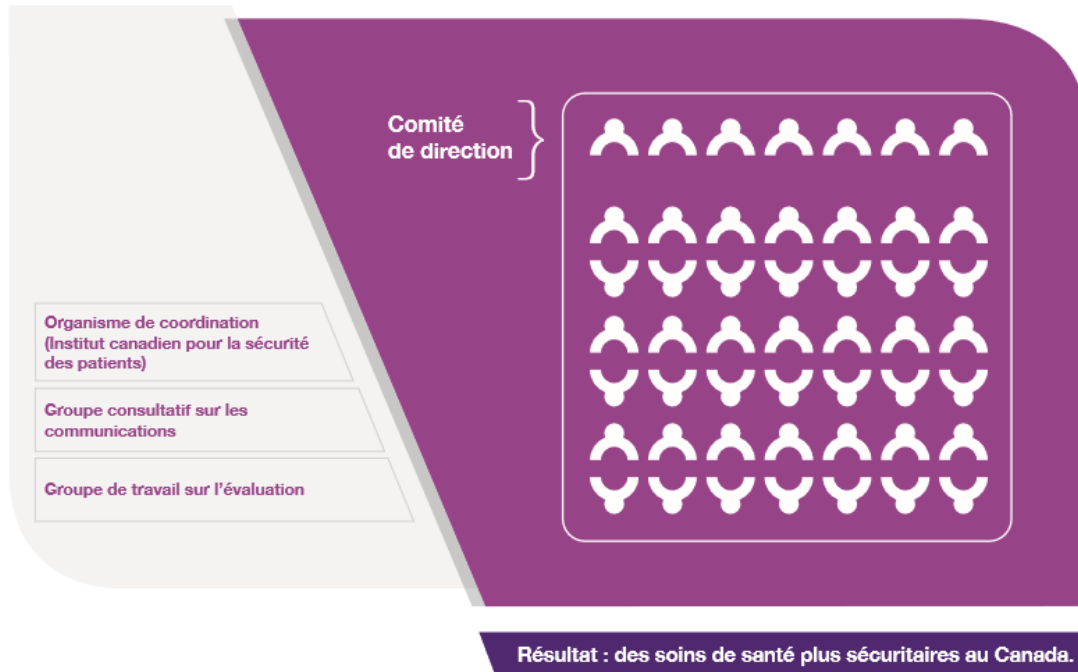 Comité
de direction
Organisme de coordination
(Institut canadien pour la sécurité
des patients)
Groupe consultatif sur les
communications
Groupe de travail sur l’évaluation
Résultat : des soins de santé plus sécuritaires au Canada.